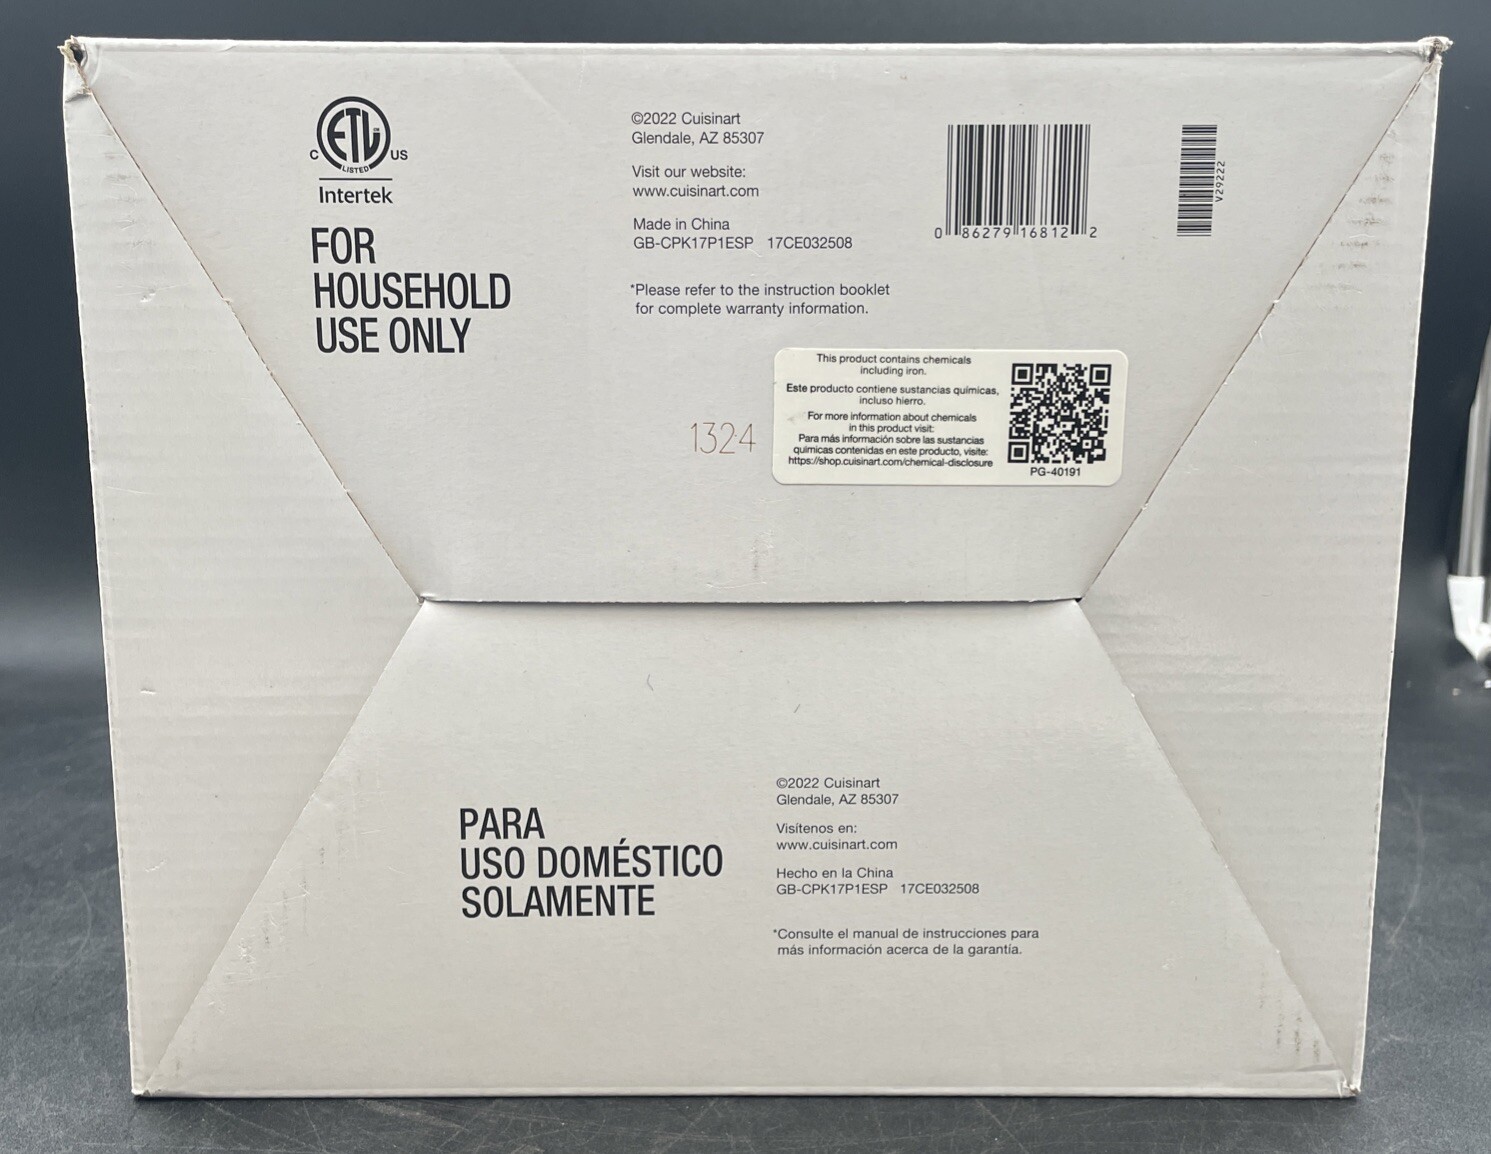 C ETL US
LISTED
Intertek
FOR
HOUSEHOLD
USE ONLY
©2022 Cuisinart
Glendale, AZ 85307
Visit our website:
www.cuisinart.com
Made in China
GB-CPK17P1ESP 17CE032508
*Please refer to the instruction booklet
for complete warranty information.
0 86279 16812 2
V29222
1324
This product contains chemicals
including iron.
Este producto contiene sustancias químicas,
incluso hierro.
For more information about chemicals
in this product visit:
Para más información sobre las sustancias
químicas contenidas en este producto, visite:
https://shop.cuisinart.com/chemical-disclosure
PG-40191
PARA
USO DOMÉSTICO
SOLAMENTE
©2022 Cuisinart
Glendale, AZ 85307
Visítenos en:
www.cuisinart.com
Hecho en la China
GB-CPK17P1ESP 17CE032508
*Consulte el manual de instrucciones para
más información acerca de la garantía.